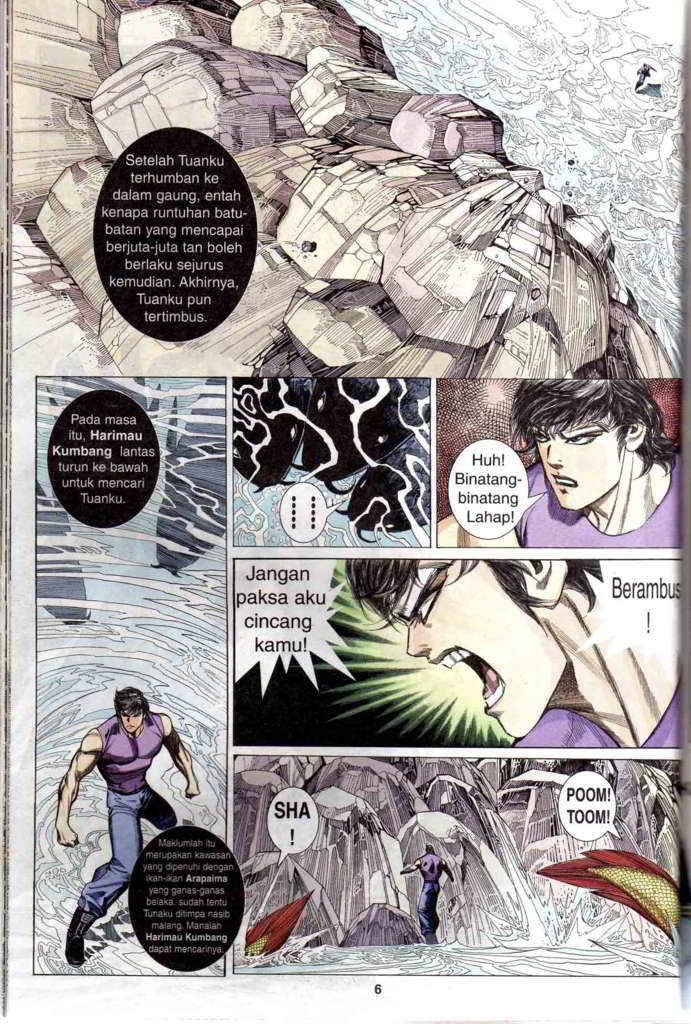 Setelah Tuanku
terhumban ke
dalam gaung, entah
kenapa runtuhan batu-
batan yang mencapai
berjuta-juta tan boleh
berlaku sejurus
kemudian. Akhirnya,
Tuanku pun
tertimbus.
Pada masa
itu, Harimau
Kumbang lantas
turun ke bawah
untuk mencari
Tuanku.
Huh!
Binatang-
binatang
Lahap!
Jangan
paksa aku
cincang
kamu!
Berambus
!
Maklumlah itu
merupakan kawasan
yang dipenuhi dengan
ikan-ikan Arapaima
yang ganas-ganas
belaka. sudah tentu
Tunaku ditimpa nasib
malang. Manalah
Harimau Kumbang
dapat mencarinya.
SHA
!
POOM!
TOOM!
6